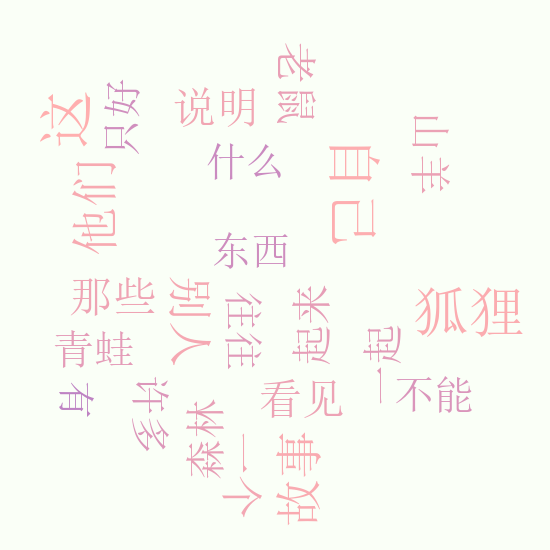 老鼠
只好
说明
这
山羊
什么
自己
他们
东西
那些
别人
往往
起来
狐狸
青蛙
一起
有
许多
看见
不能
森林
一个
故事